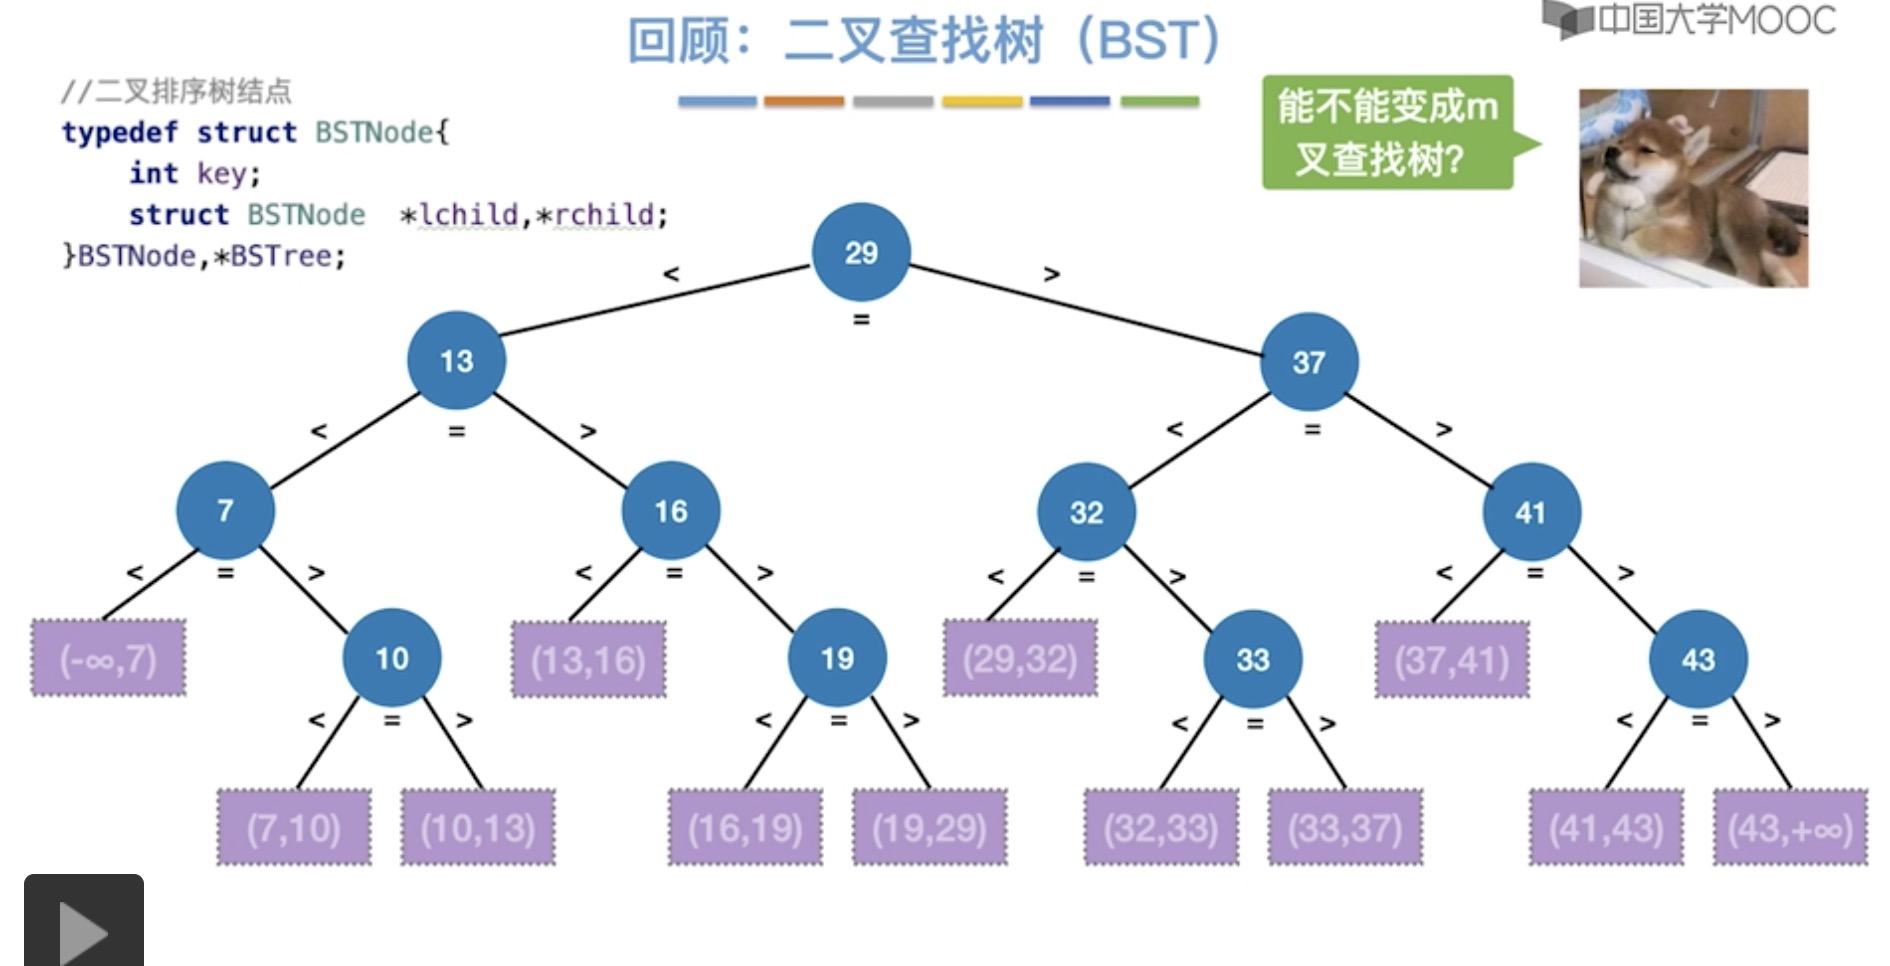 回顾：二叉查找树（BST）
中国大学MOOC
//二叉排序树结点
typedef struct BSTNode{
int key;
struct BSTNode *lchild,*rchild;
}BSTNode,*BSTree;
能不能变成m
叉查找树？
29
< >
=
13 37
< = > < = >
7 16 32 41
< = > < = > < = > < = >
(-∞,7) 10 (13,16) 19 (29,32) 33 (37,41) 43
< = > < = > < = > < = >
(7,10) (10,13) (16,19) (19,29) (32,33) (33,37) (41,43) (43,+∞)